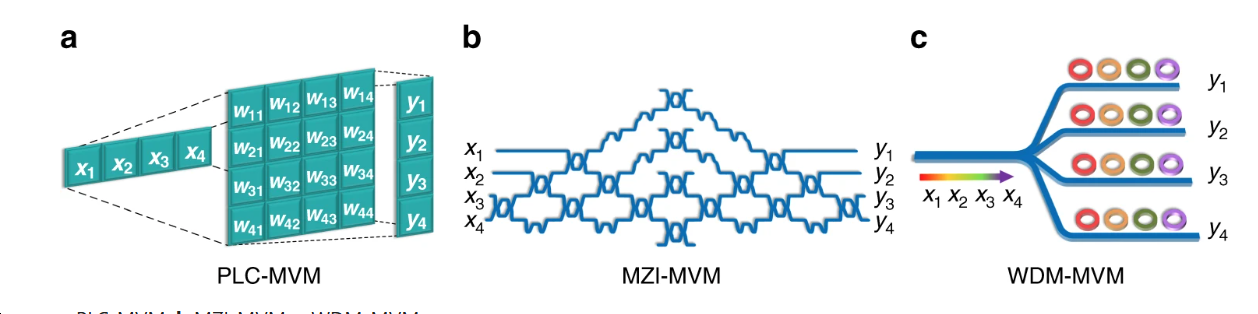 a
x1 x2 x3 x4
w11 w12 w13 w14
w21 w22 w23 w24
w31 w32 w33 w34
w41 w42 w43 w44
y1
y2
y3
y4
PLC-MVM
b
x1
x2
x3
x4
y1
y2
y3
y4
MZI-MVM
c
x1 x2 x3 x4
y1
y2
y3
y4
WDM-MVM